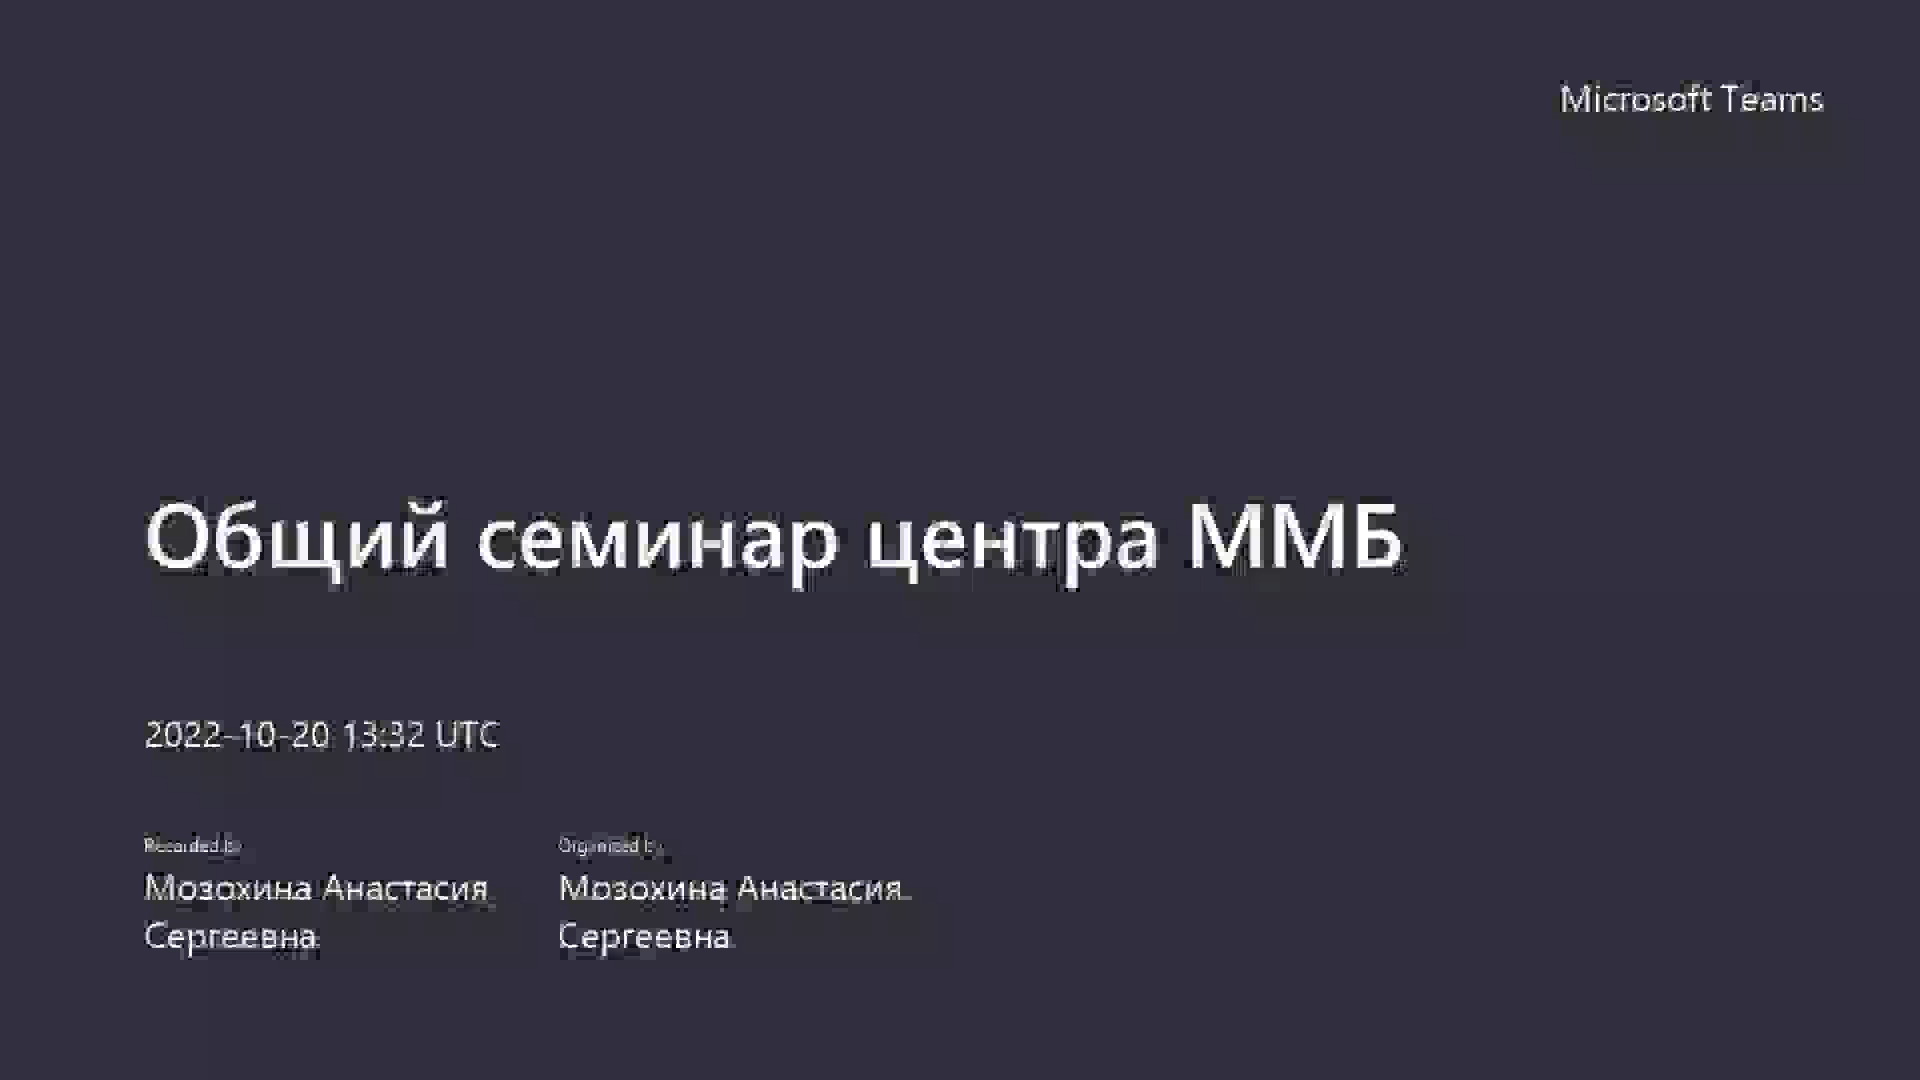 Microsoft Teams
Общий семинар центра ММБ
2022-10-20 13:32 UTC
Recorded by
Organized by
Мозохина Анастасия
Сергеевна
Мозохина Анастасия
Сергеевна